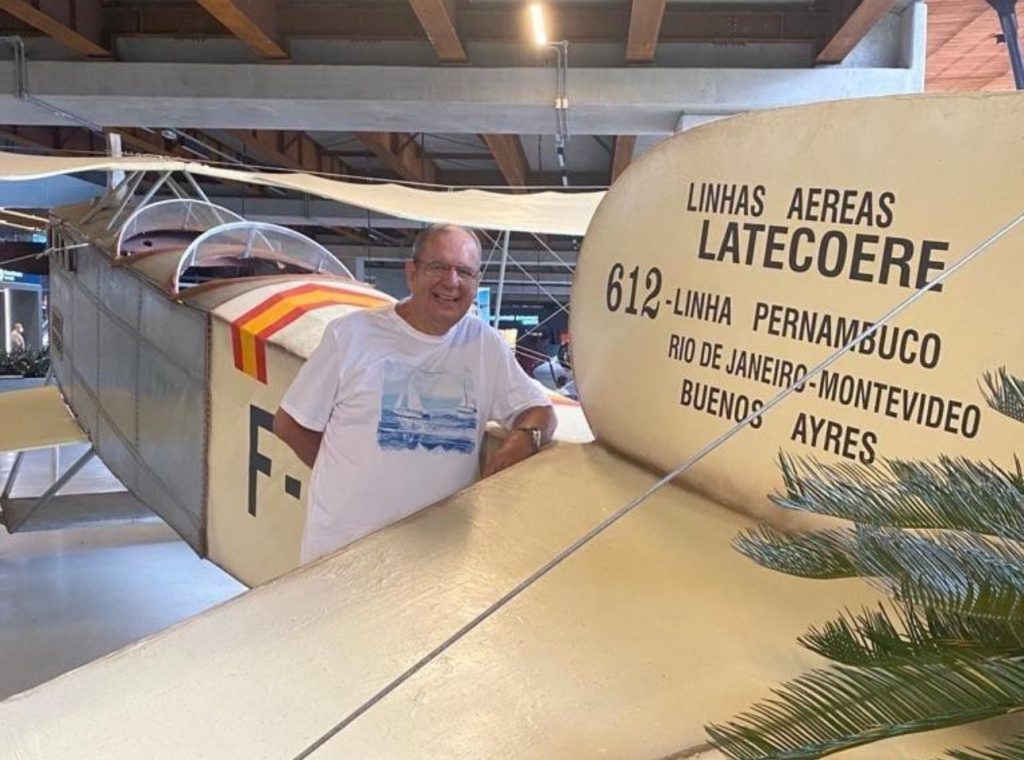 LINHAS AEREAS
LATECOERE
612-LINHA PERNAMBUCO
RIO DE JANEIRO-MONTEVIDEO
BUENOS AYRES
F-